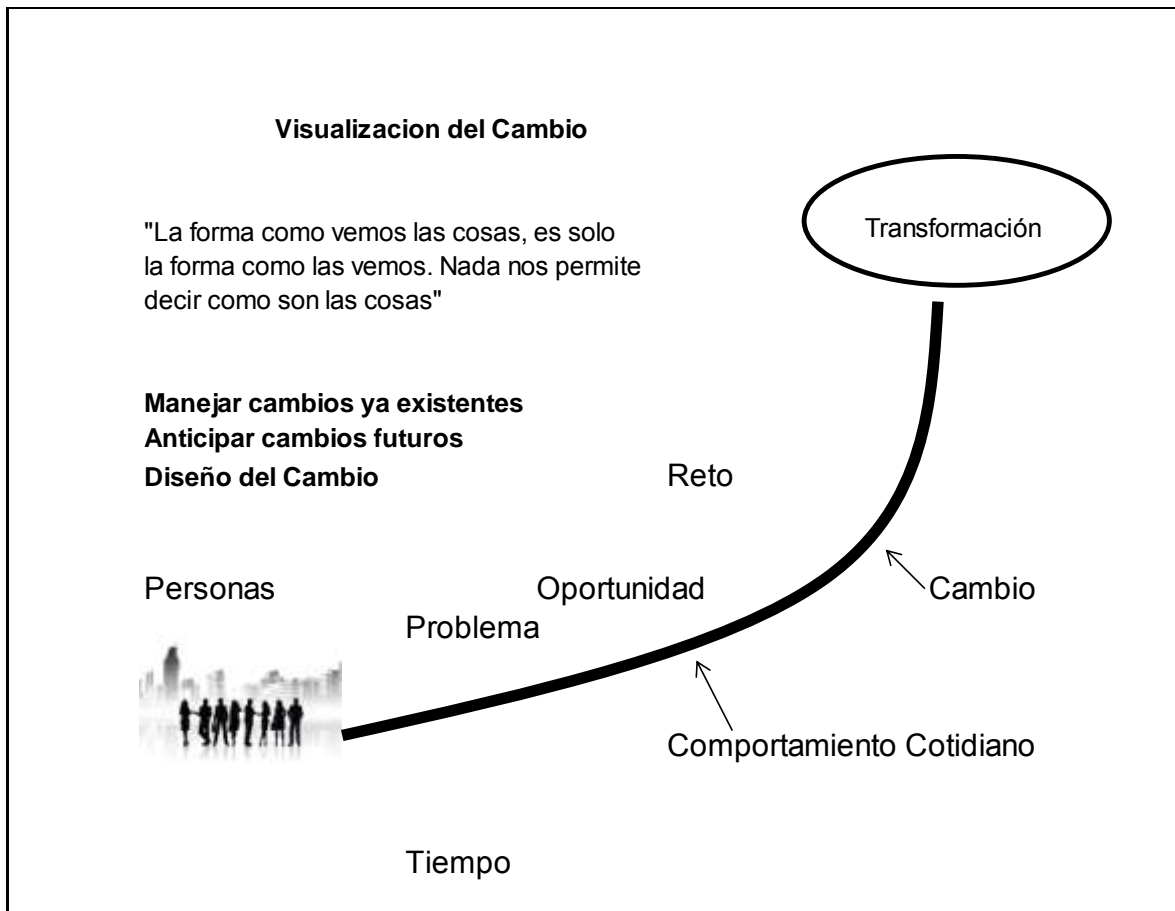 Visualizacion del Cambio
Transformación
"La forma como vemos las cosas, es solo
la forma como las vemos. Nada nos permite
decir como son las cosas"
Manejar cambios ya existentes
Anticipar cambios futuros
Diseño del Cambio
Reto
Personas
Oportunidad
Cambio
Problema
Comportamiento Cotidiano
Tiempo